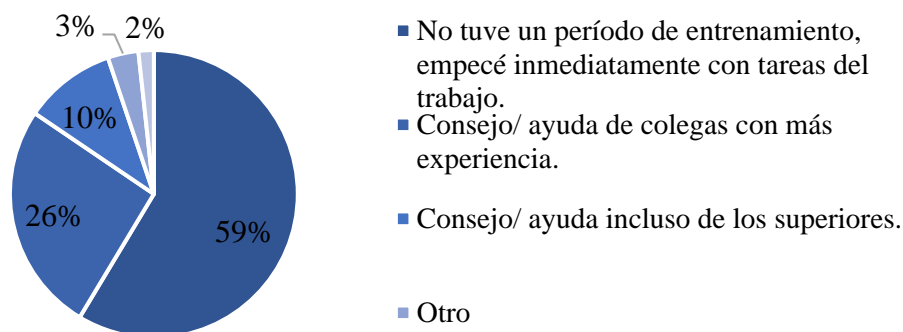 3%
2%
10%
26%
59%
No tuve un período de entrenamiento,
empecé inmediatamente con tareas del
trabajo.
Consejo/ ayuda de colegas con más
experiencia.
Consejo/ ayuda incluso de los superiores.
Otro